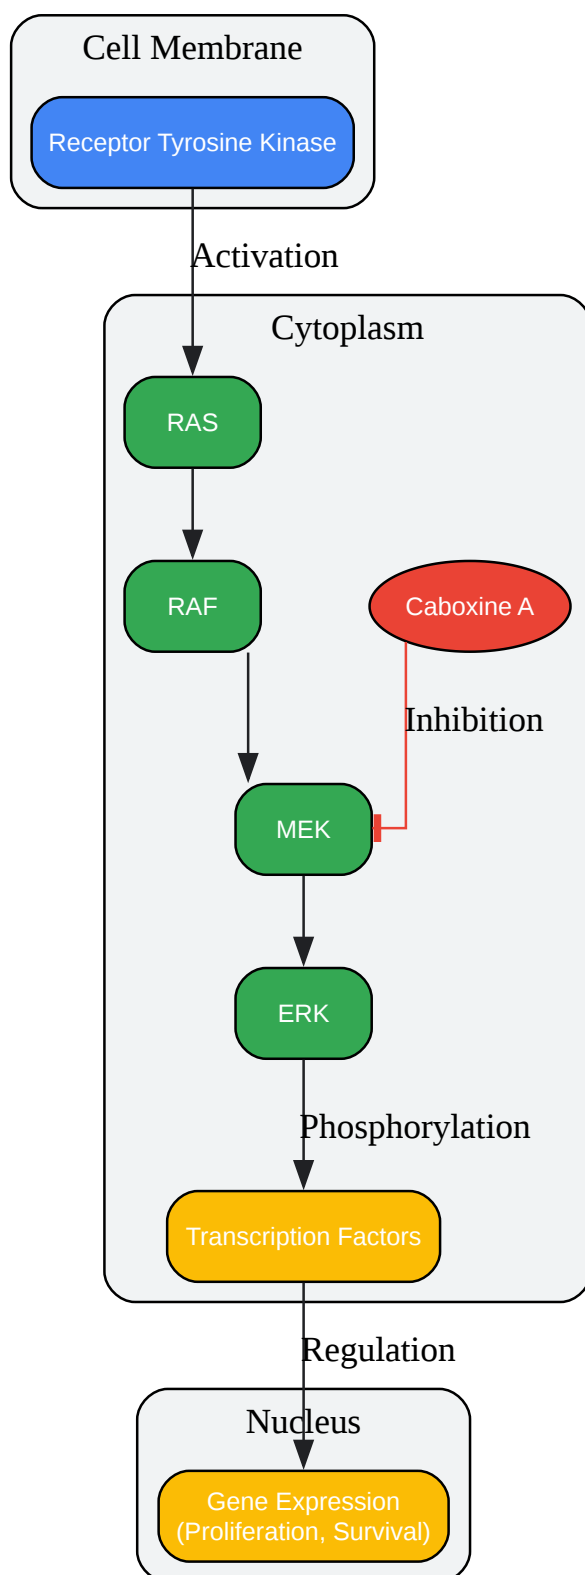 Cell Membrane
Receptor Tyrosine Kinase
Activation
Cytoplasm
RAS
RAF
Caboxine A
Inhibition
MEK
ERK
Phosphorylation
Transcription Factors
Regulation
Nucleus
Gene Expression
(Proliferation, Survival)